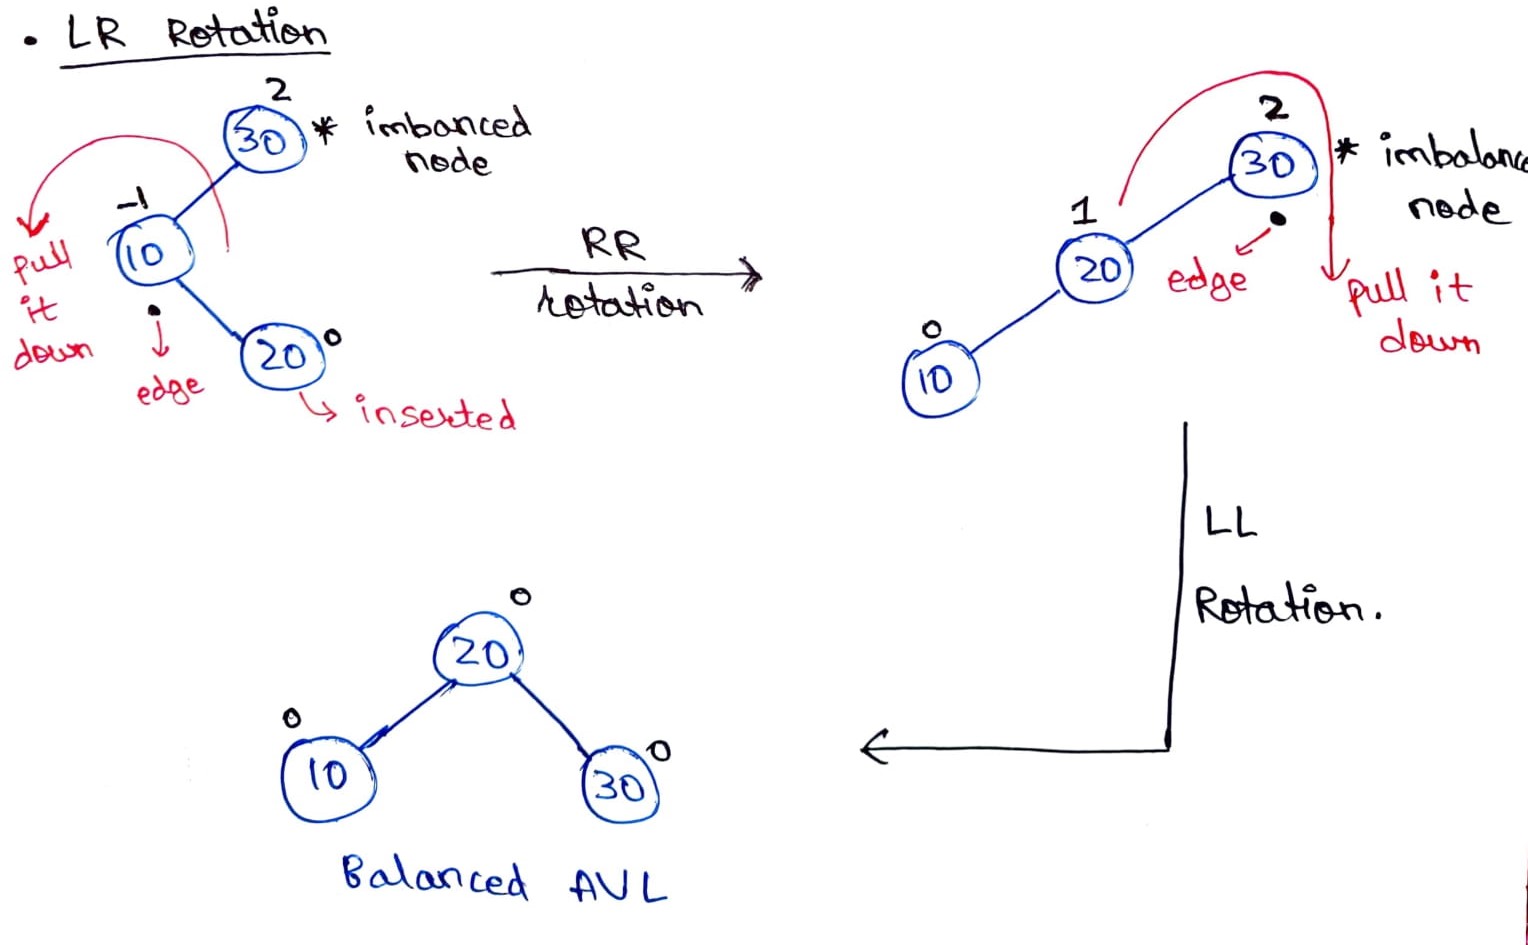 • LR Rotation
2
30 * imbanced
node
-1
10
20 0
pull
it
down
edge
inserted
RR
rotation
2
30 * imbalance
node
1
20
0
10
edge
pull it
down
LL
Rotation.
0
20
0
10
30 0
Balanced AVL